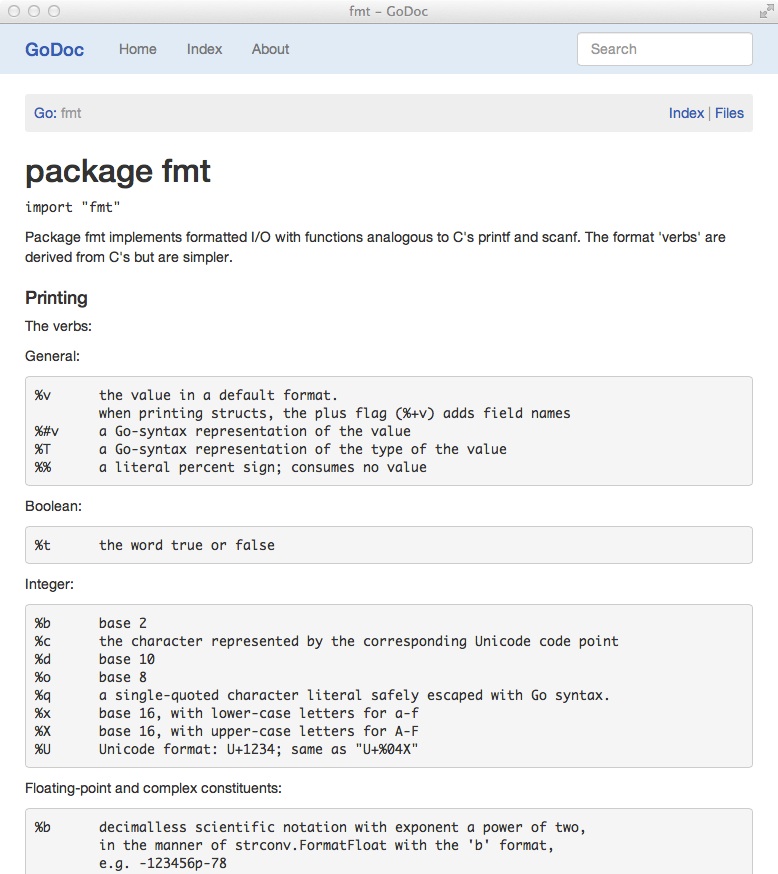 fmt – GoDoc
GoDoc Home Index About Search
Go: fmt Index | Files
package fmt
import "fmt"
Package fmt implements formatted I/O with functions analogous to C's printf and scanf. The format 'verbs' are
derived from C's but are simpler.
Printing
The verbs:
General:
%v the value in a default format.
when printing structs, the plus flag (%+v) adds field names
%#v a Go-syntax representation of the value
%T a Go-syntax representation of the type of the value
%% a literal percent sign; consumes no value
Boolean:
%t the word true or false
Integer:
%b base 2
%c the character represented by the corresponding Unicode code point
%d base 10
%o base 8
%q a single-quoted character literal safely escaped with Go syntax.
%x base 16, with lower-case letters for a-f
%X base 16, with upper-case letters for A-F
%U Unicode format: U+1234; same as "U+%04X"
Floating-point and complex constituents:
%b decimalless scientific notation with exponent a power of two,
in the manner of strconv.FormatFloat with the 'b' format,
e.g. -123456p-78